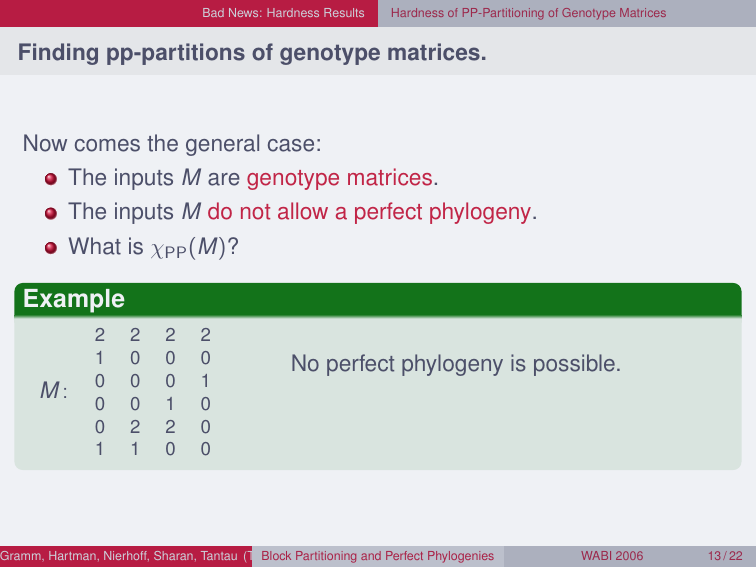 Bad News: Hardness Results Hardness of PP-Partitioning of Genotype Matrices
Finding pp-partitions of genotype matrices.
Now comes the general case:
The inputs M are genotype matrices.
The inputs M do not allow a perfect phylogeny.
What is χPP(M)?
Example
M:
2 2 2 2
1 0 0 0
0 0 0 1
0 0 1 0
0 2 2 0
1 1 0 0
No perfect phylogeny is possible.
Gramm, Hartman, Nierhoff, Sharan, Tantau (T Block Partitioning and Perfect Phylogenies WABI 2006 13 / 22